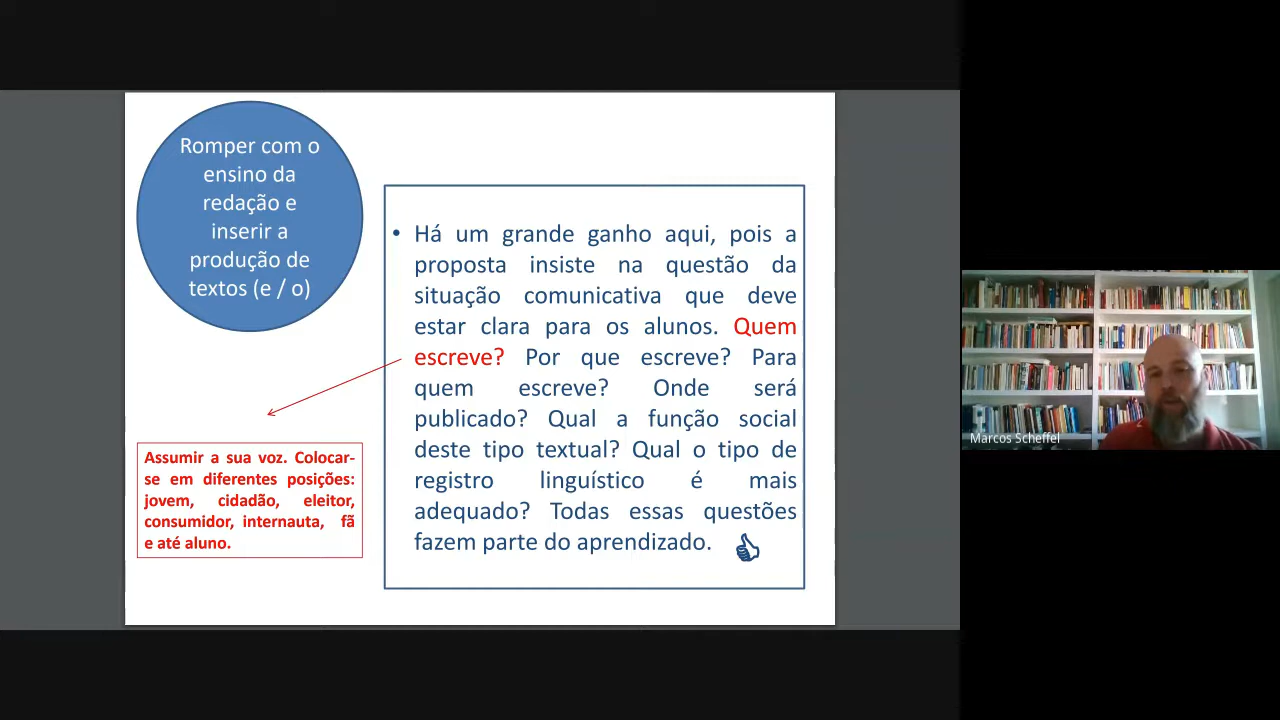 Romper com o
ensino da
redação e
inserir a
produção de
textos (e / o)
• Há um grande ganho aqui, pois a
proposta insiste na questão da
situação comunicativa que deve
estar clara para os alunos. Quem
escreve? Por que escreve? Para
quem escreve? Onde será
publicado? Qual a função social
deste tipo textual? Qual o tipo de
registro linguístico é mais
adequado? Todas essas questões
fazem parte do aprendizado.
Assumir a sua voz. Colocar-
se em diferentes posições:
jovem, cidadão, eleitor,
consumidor, internauta, fã
e até aluno.
Marcos Scheffel